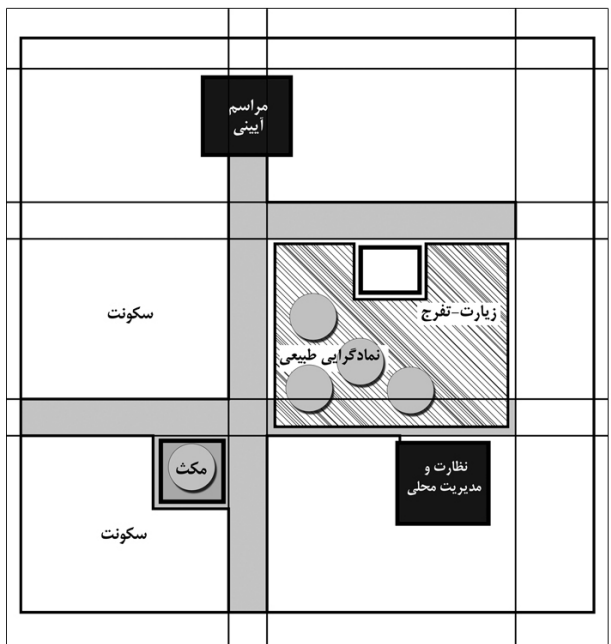 مراسم
آیینی
سکونت
زیارت-تفرج
نمادگرایی طبیعی
مکث
نظارت و
مدیریت محلی
سکونت